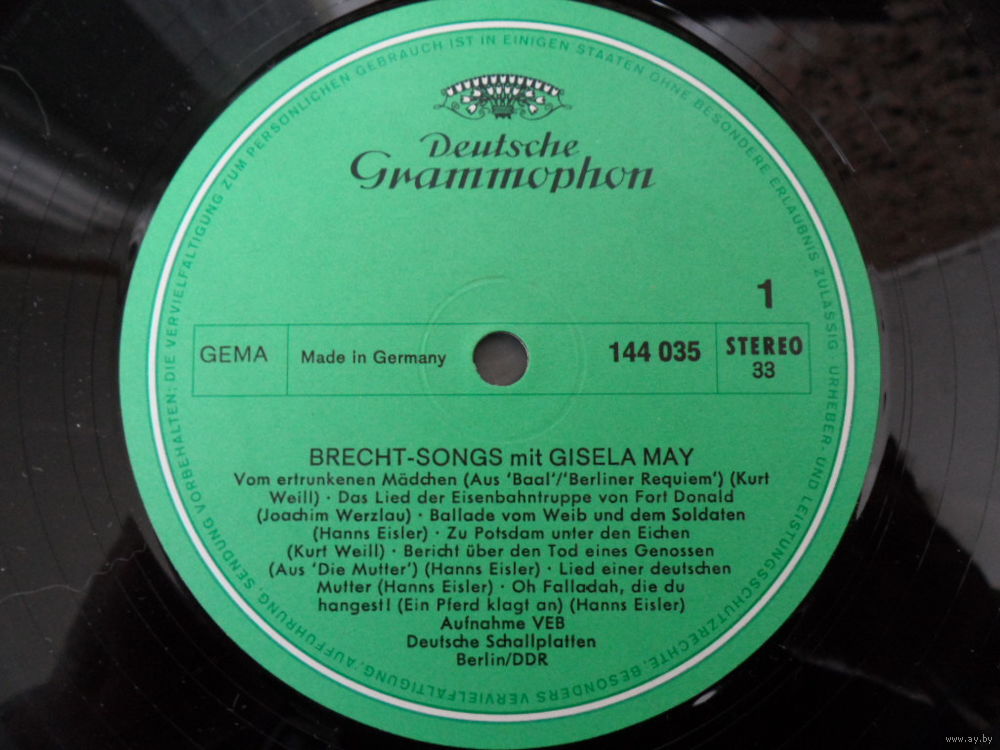 URHEBER- UND LEISTUNGSSCHUTZRECHTE, BESONDERS VERVIELFÄLTIGUNG, AUFFÜHRUNG, SENDUNG VORBEHALTEN; DIE VERVIELFÄLTIGUNG ZUM PERSÖNLICHEN GEBRAUCH IST IN EINIGEN STAATEN OHNE BESONDERE ERLAUBNIS ZULÄSSIG
Deutsche
Grammophon
1
GEMA Made in Germany 144 035 STEREO
33
BRECHT-SONGS mit GISELA MAY
Vom ertrunkenen Mädchen (Aus 'Baal'/'Berliner Requiem') (Kurt
Weill) · Das Lied der Eisenbahntruppe von Fort Donald
(Joachim Werzlau) · Ballade vom Weib und dem Soldaten
(Hanns Eisler) · Zu Potsdam unter den Eichen
(Kurt Weill) · Bericht über den Tod eines Genossen
(Aus 'Die Mutter') (Hanns Eisler) · Lied einer deutschen
Mutter (Hanns Eisler) · Oh Falladah, die du
hangest! (Ein Pferd klagt an) (Hanns Eisler)
Aufnahme VEB
Deutsche Schallplatten
Berlin/DDR
www.ay.by